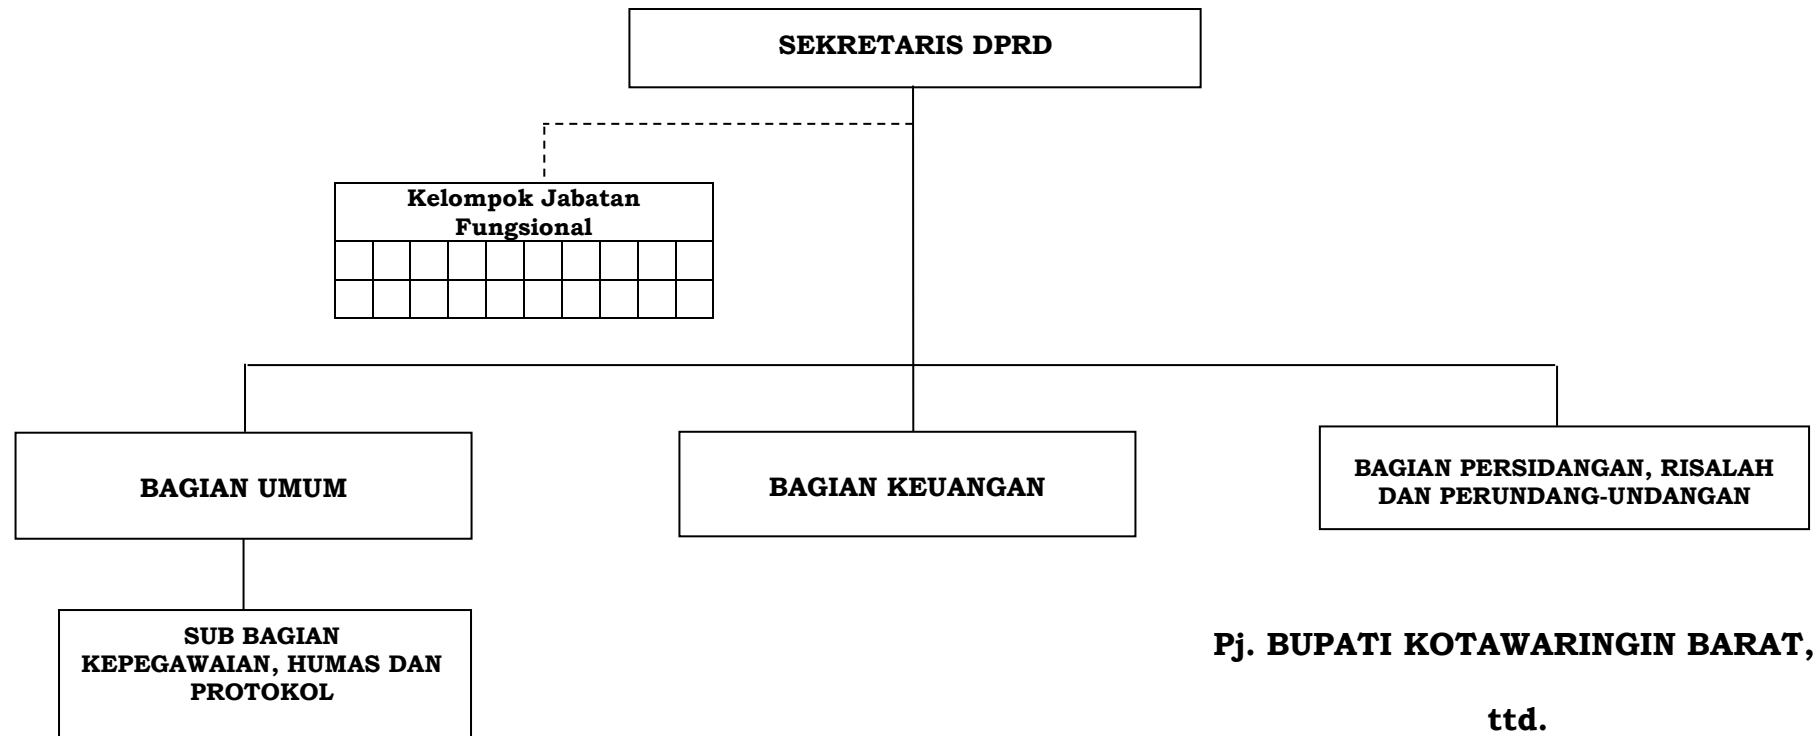 SEKRETARIS DPRD
Kelompok Jabatan
Fungsional
BAGIAN UMUM
BAGIAN KEUANGAN
BAGIAN PERSIDANGAN, RISALAH
DAN PERUNDANG-UNDANGAN
SUB BAGIAN
KEPEGAWAIAN, HUMAS DAN
PROTOKOL
Pj. BUPATI KOTAWARINGIN BARAT,
ttd.